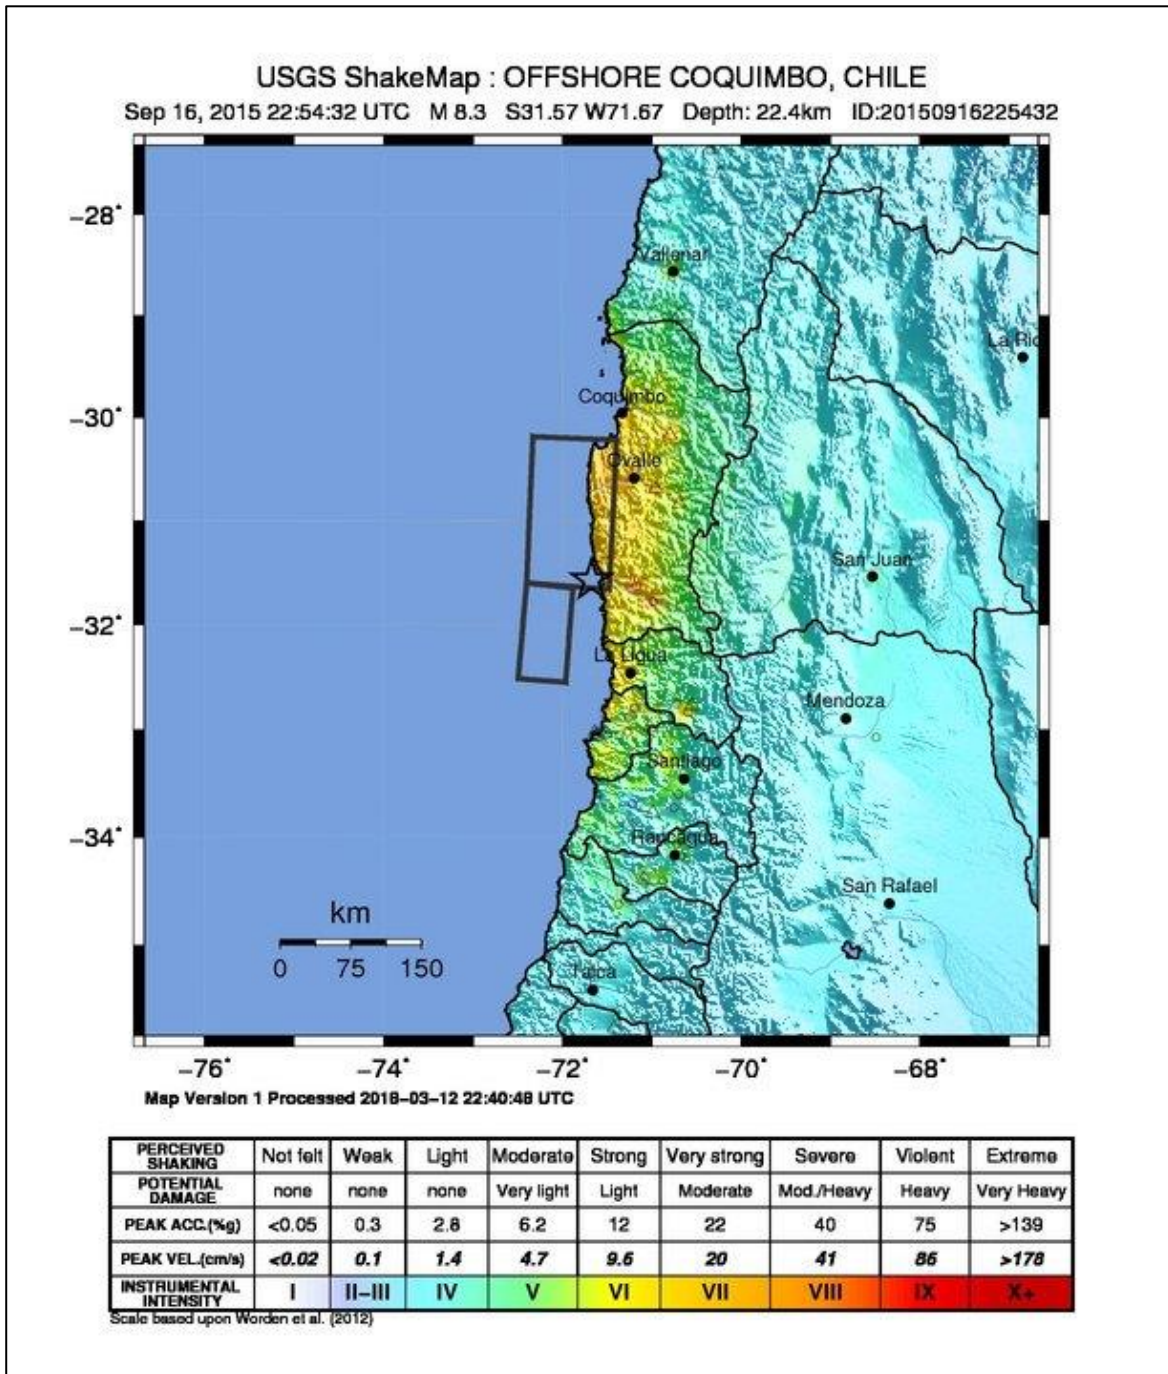 USGS ShakeMap : OFFSHORE COQUIMBO, CHILE
Sep 16, 2015 22:54:32 UTC M 8.3 S31.57 W71.67 Depth: 22.4km ID:20150916225432
−28˚
Vallenar
La Rio
−30˚
Coquimbo
Ovalle
San Juan
−32˚
La Ligua
Mendoza
Santiago
−34˚
Rancagua
San Rafael
km
0 75 150
Talca
−76˚ −74˚ −72˚ −70˚ −68˚
Map Version 1 Processed 2018−03−12 22:40:48 UTC
PERCEIVED SHAKING Not felt Weak Light Moderate Strong Very strong Severe Violent Extreme
POTENTIAL DAMAGE none none none Very light Light Moderate Mod./Heavy Heavy Very Heavy
PEAK ACC.(%g) <0.05 0.3 2.8 6.2 12 22 40 75 >139
PEAK VEL.(cm/s) <0.02 0.1 1.4 4.7 9.6 20 41 86 >178
INSTRUMENTAL INTENSITY I II−III IV V VI VII VIII IX X+
Scale based upon Worden et al. (2012)